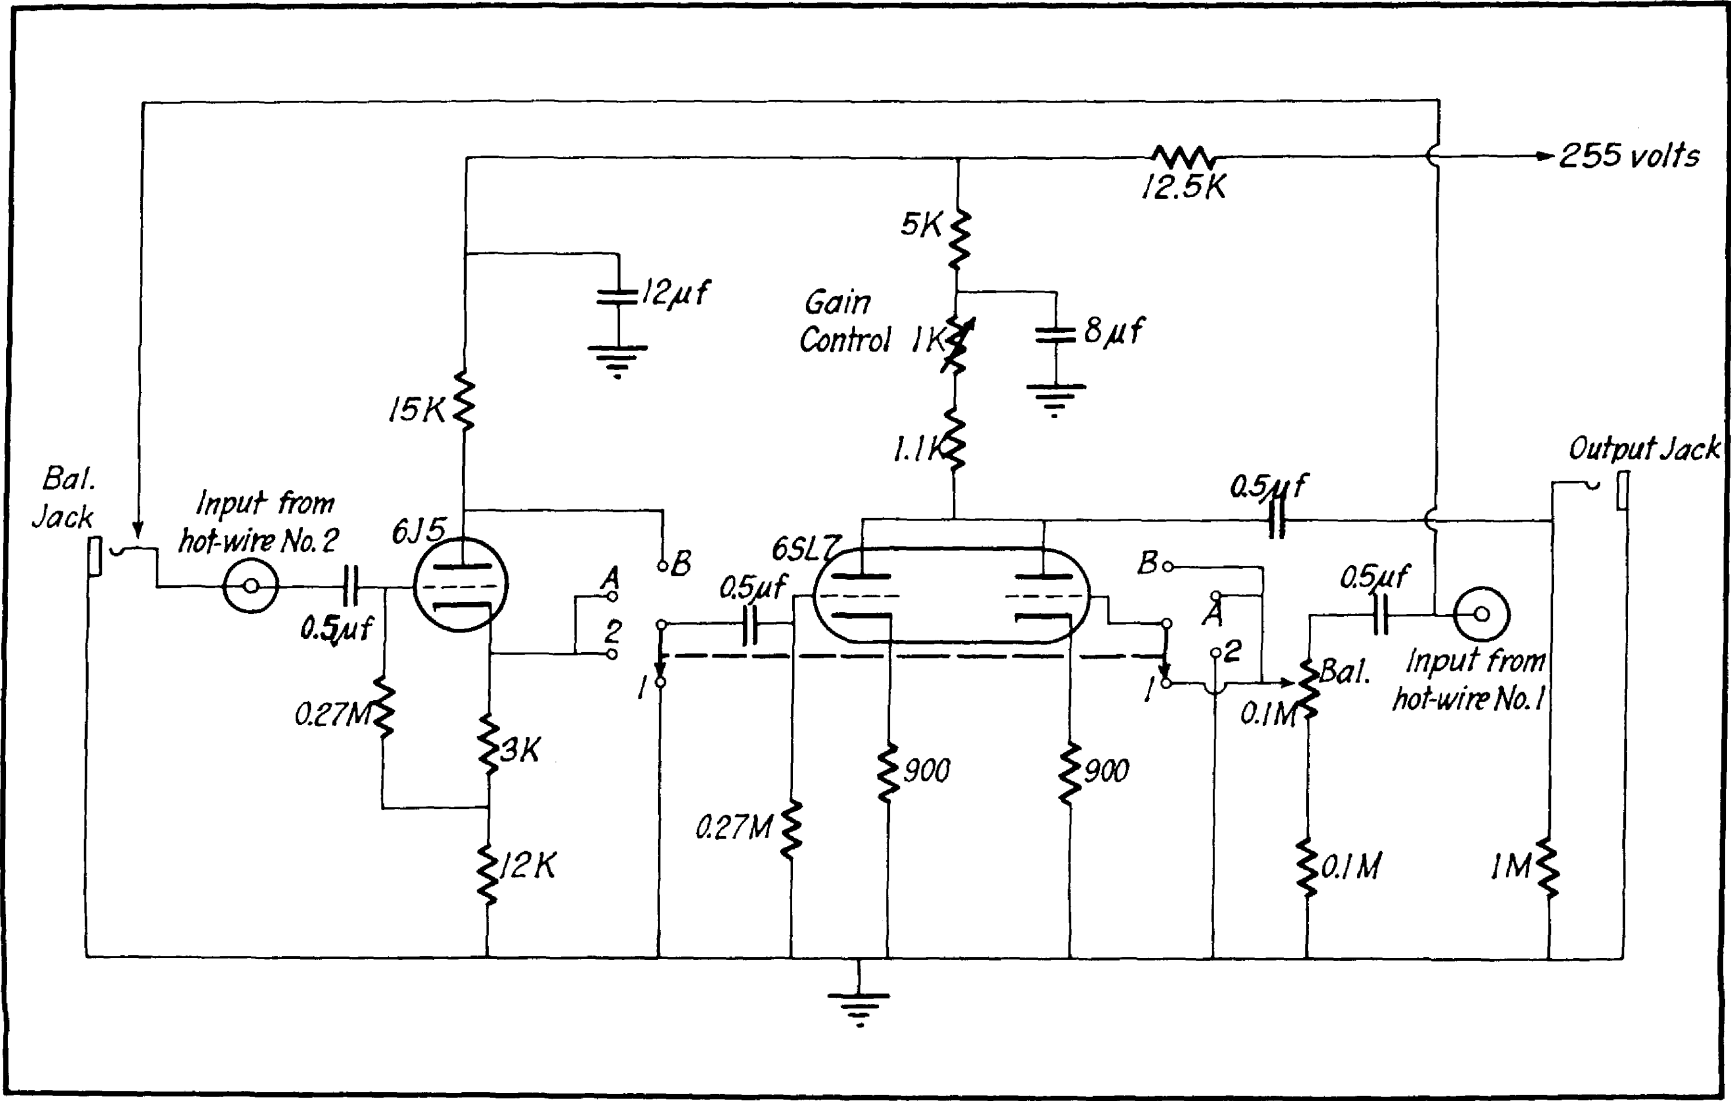 255 volts
12.5K
5K
12µf
Gain
Control 1K
8µf
15K
1.1K
Output Jack
Bal.
Jack
Input from
hot-wire No.2
6J5
0.5µf
6SL7
B
B
A
0.5µf
0.5µf
A
0.5µf
2
2
Input from
hot-wire No.1
Bal.
1
1
0.1M
0.27M
3K
900
900
0.27M
12K
0.1M
1M